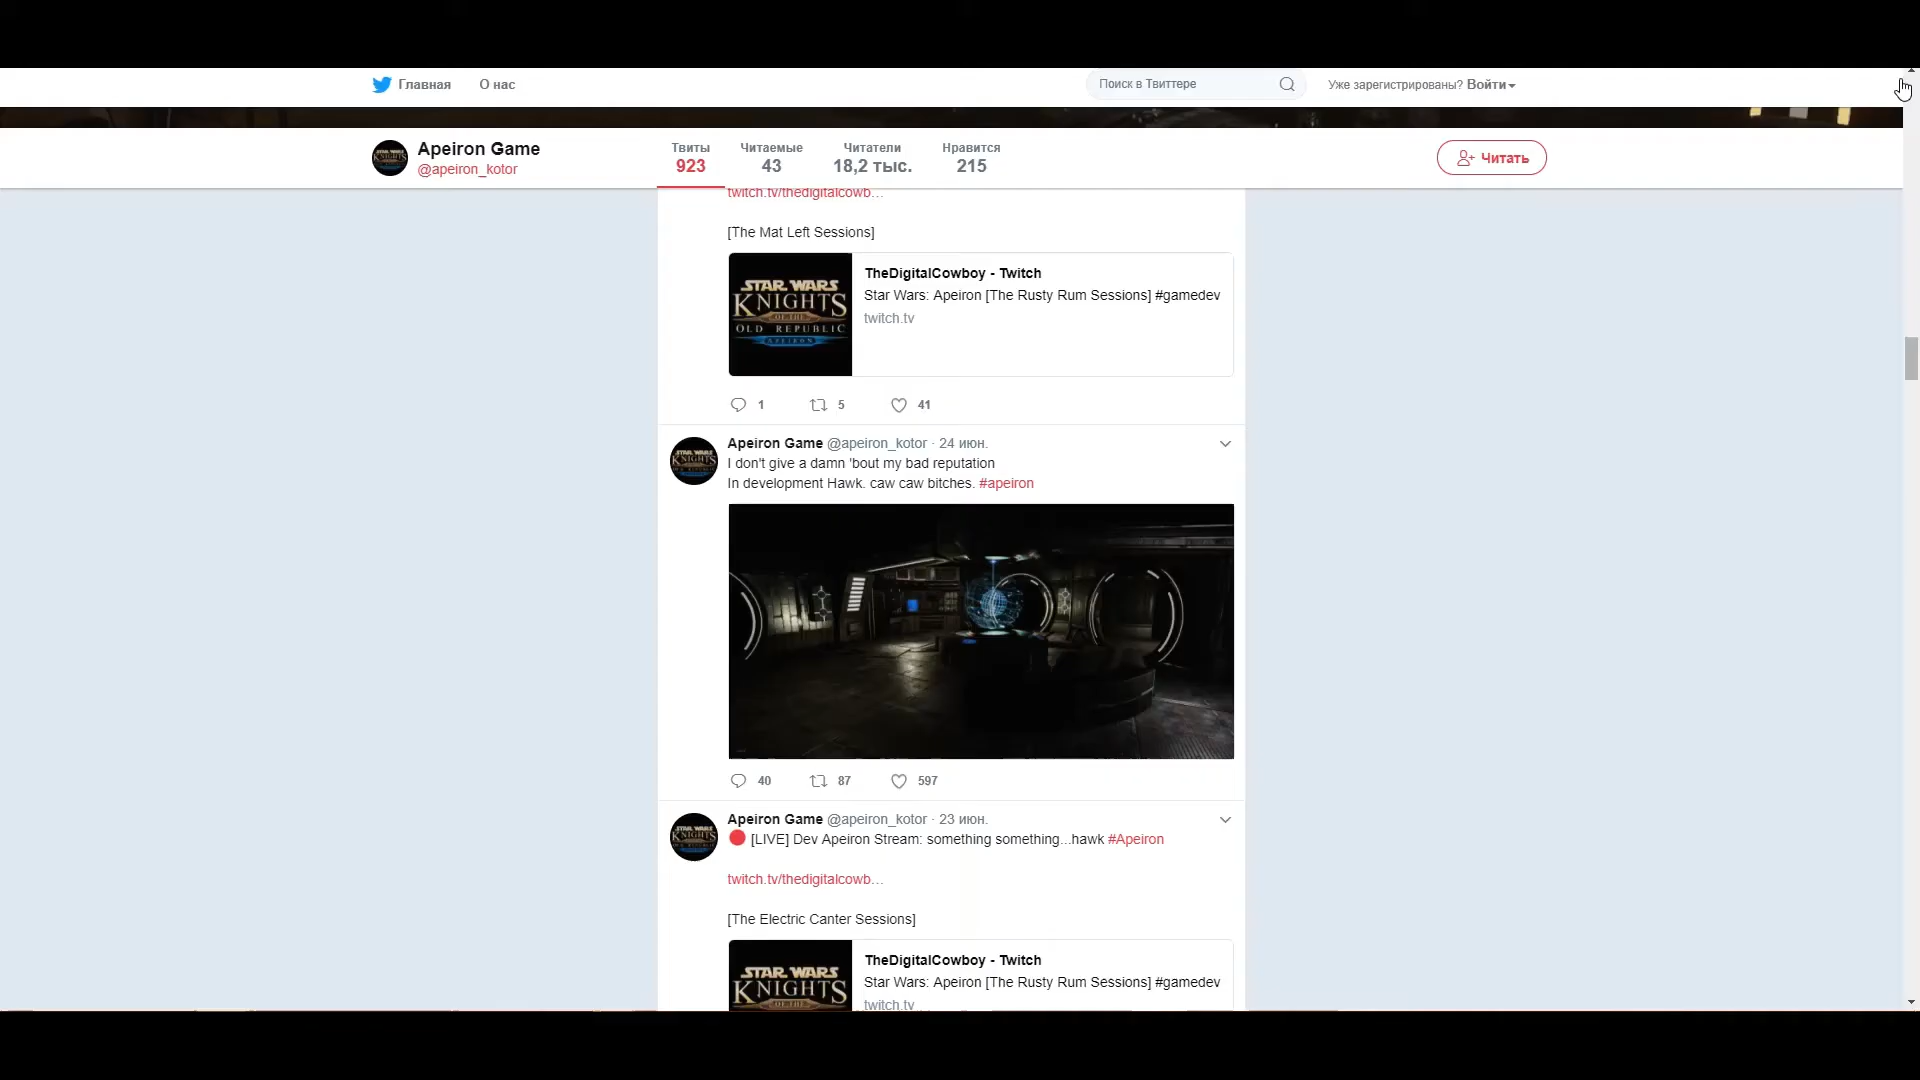 Главная
О нас
Поиск в Твиттере
Уже зарегистрированы? Войти
Apeiron Game
@apeiron_kotor
Твиты
923
Читаемые
43
Читатели
18,2 тыс.
Нравится
215
Читать
twitch.tv/thedigitalcowb…
[The Mat Left Sessions]
STAR WARS
KNIGHTS
OF THE
OLD REPUBLIC
APEIRON
TheDigitalCowboy - Twitch
Star Wars: Apeiron [The Rusty Rum Sessions] #gamedev
twitch.tv
1
5
41
Apeiron Game @apeiron_kotor · 24 июн.
I don't give a damn 'bout my bad reputation
In development Hawk. caw caw bitches. #apeiron
40
87
597
Apeiron Game @apeiron_kotor · 23 июн.
[LIVE] Dev Apeiron Stream: something something...hawk #Apeiron
twitch.tv/thedigitalcowb…
[The Electric Canter Sessions]
STAR WARS
KNIGHTS
OF THE
TheDigitalCowboy - Twitch
Star Wars: Apeiron [The Rusty Rum Sessions] #gamedev
twitch.tv